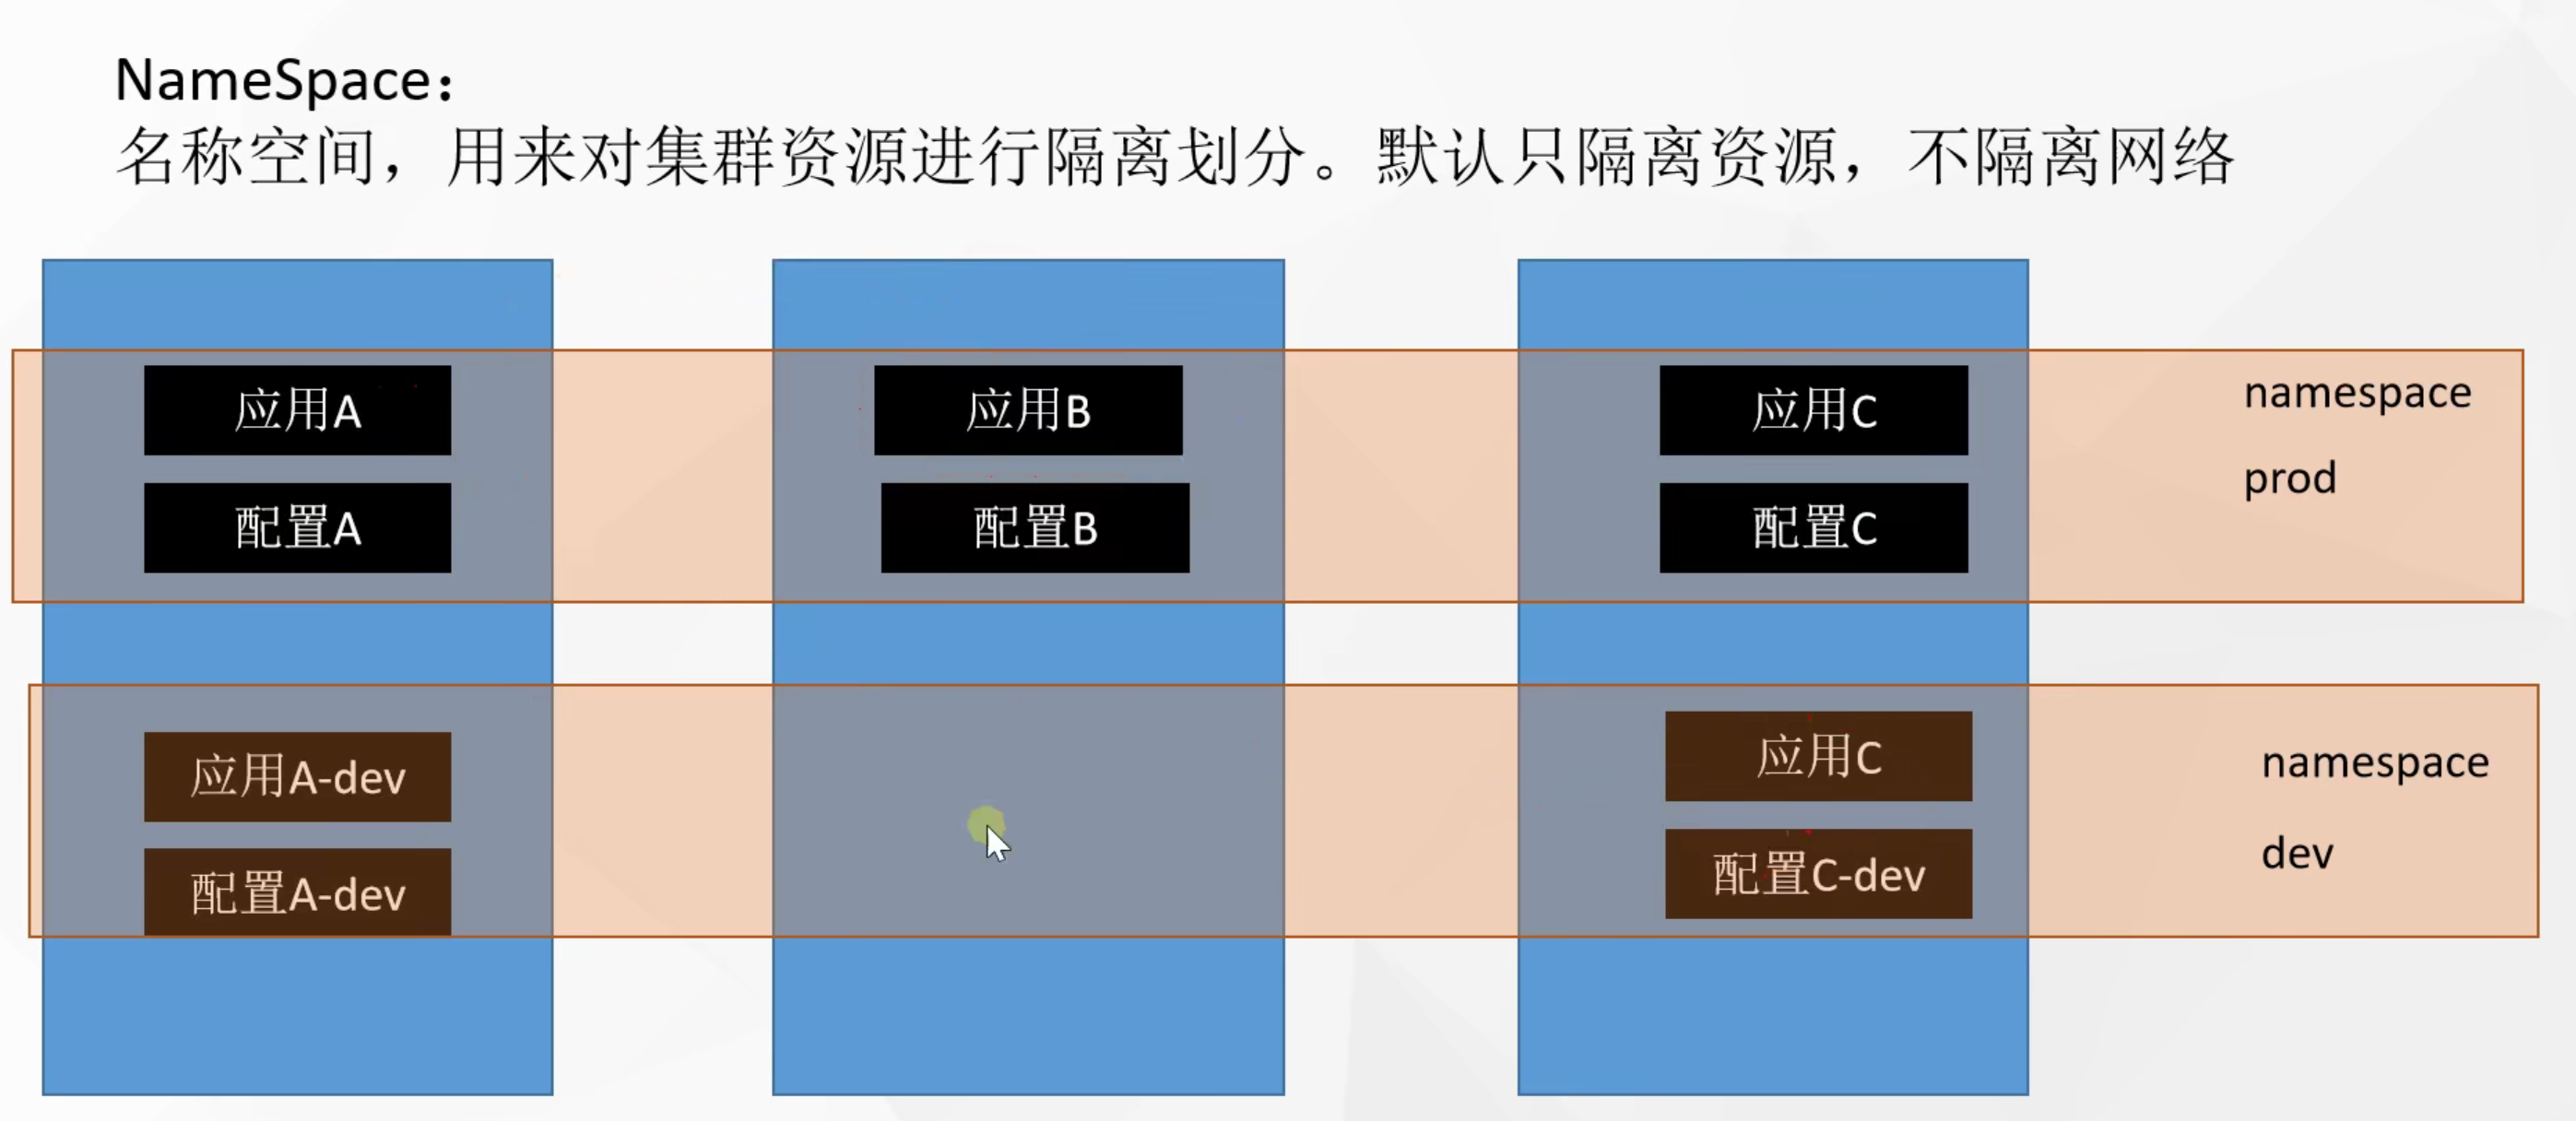 NameSpace：
名称空间，用来对集群资源进行隔离划分。默认只隔离资源，不隔离网络
应用A
应用B
应用C
namespace
配置A
配置B
配置C
prod
应用A-dev
应用C
namespace
配置A-dev
配置C-dev
dev